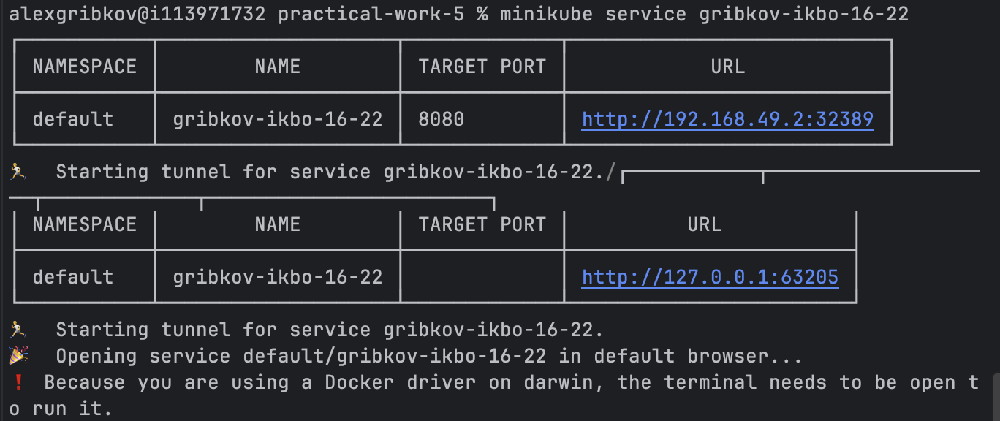 alexgribkov@i113971732 practical-work-5 % minikube service gribkov-ikbo-16-22
NAMESPACE NAME TARGET PORT URL
default gribkov-ikbo-16-22 8080 http://192.168.49.2:32389
🏃 Starting tunnel for service gribkov-ikbo-16-22./
NAMESPACE NAME TARGET PORT URL
default gribkov-ikbo-16-22 http://127.0.0.1:63205
🏃 Starting tunnel for service gribkov-ikbo-16-22.
🎉 Opening service default/gribkov-ikbo-16-22 in default browser...
❗ Because you are using a Docker driver on darwin, the terminal needs to be open t
o run it.